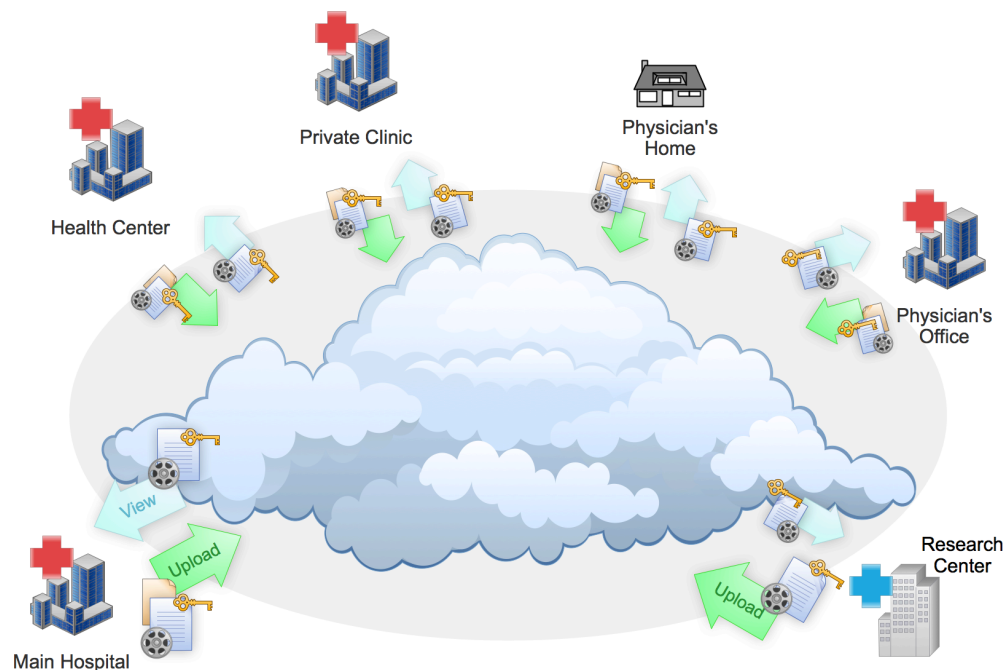 Private Clinic
Physician's
Home
Health Center
Physician's
Office
View
Upload
Research
Center
Upload
Main Hospital